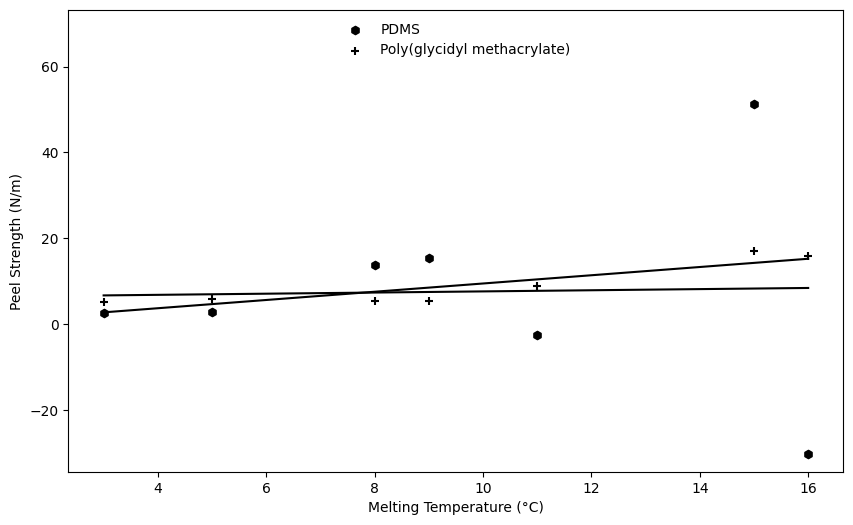 PDMS
Poly(glycidyl methacrylate)
60
40
20
0
−20
Peel Strength (N/m)
4 6 8 10 12 14 16
Melting Temperature (°C)